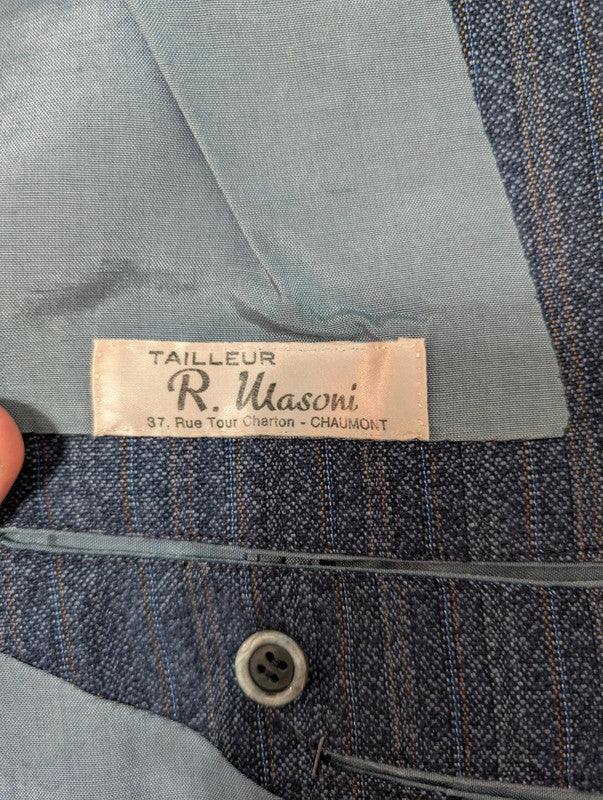 TAILLEUR
R. Masoni
37, Rue Tour Charton - CHAUMONT